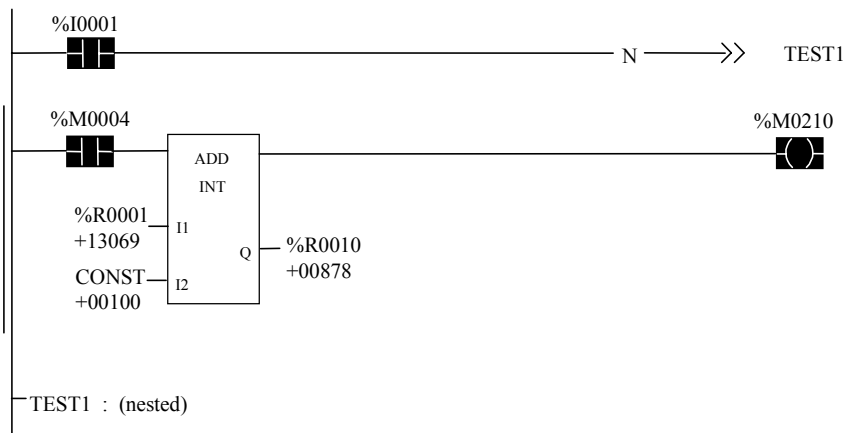 %I0001
N TEST1
%M0004 %M0210
ADD
INT
%R0001 I1
+13069
Q %R0010
+00878
CONST I2
+00100
TEST1 : (nested)